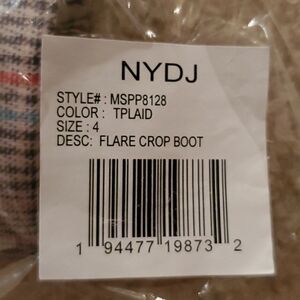 NYDJ
STYLE# : MSPP8128
COLOR : TPLAID
SIZE : 4
DESC: FLARE CROP BOOT
1 94477 19873 2